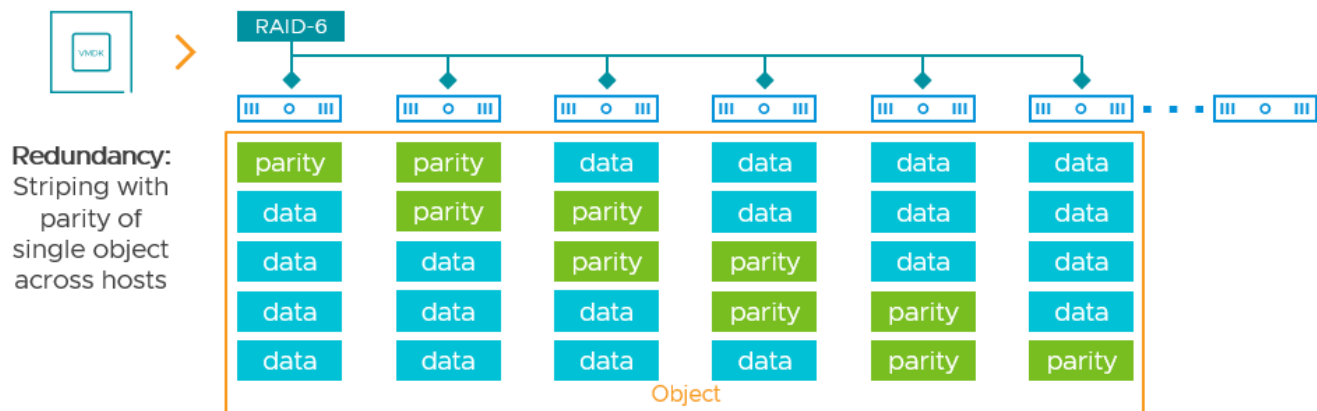 VMDK
RAID-6
Redundancy:
Striping with
parity of
single object
across hosts
parity parity data data data data
data parity parity data data data
data data parity parity data data
data data data parity parity data
data data data data parity parity
Object